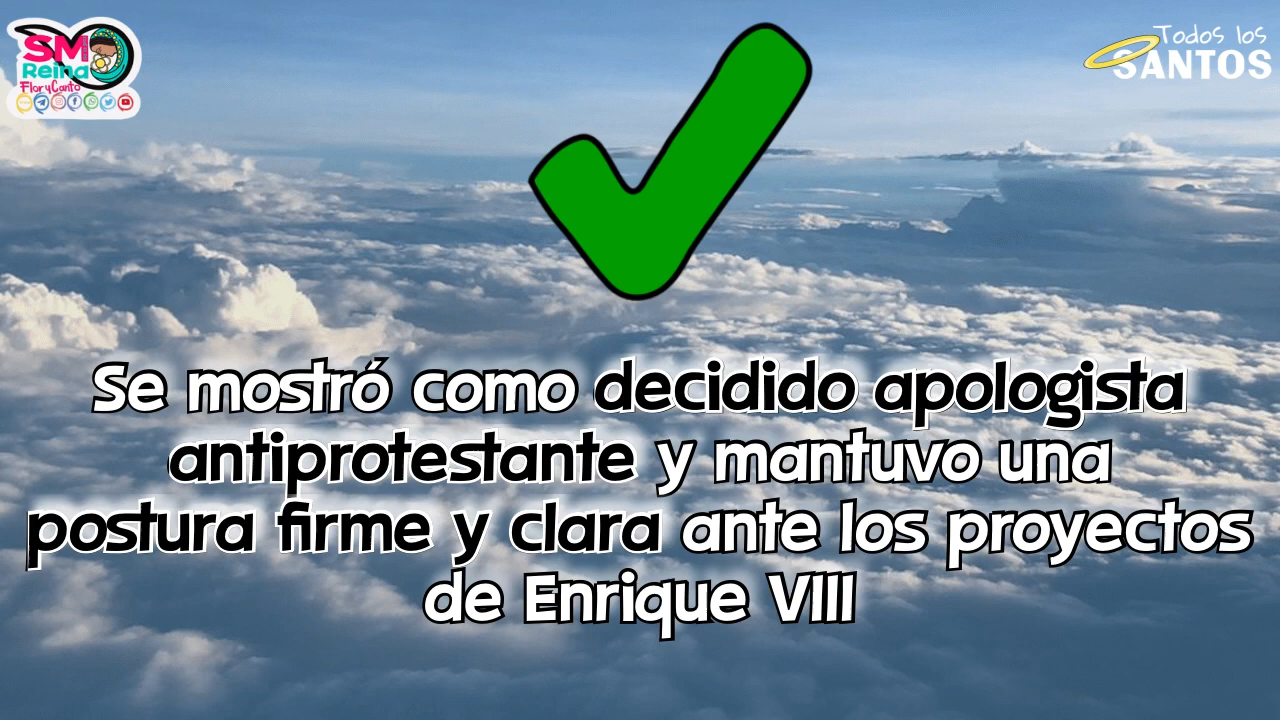 SM
Reina
Flor y Canto
Todos los
SANTOS
Se mostró como decidido apologista
antiprotestante y mantuvo una
postura firme y clara ante los proyectos
de Enrique VIII